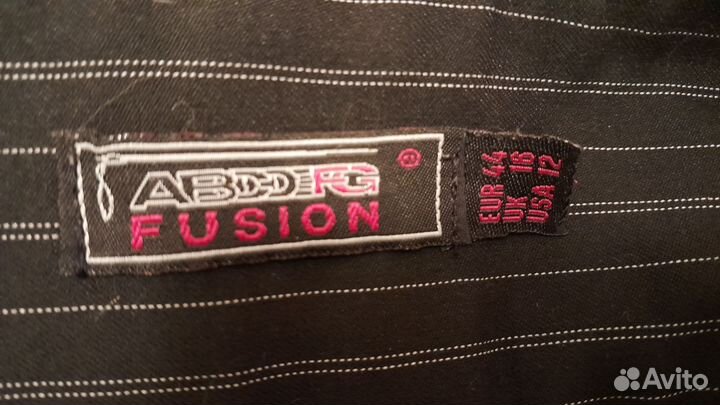 ABCDEFG ®
FUSION
EUR 44
UK 16
USA 12
Avito